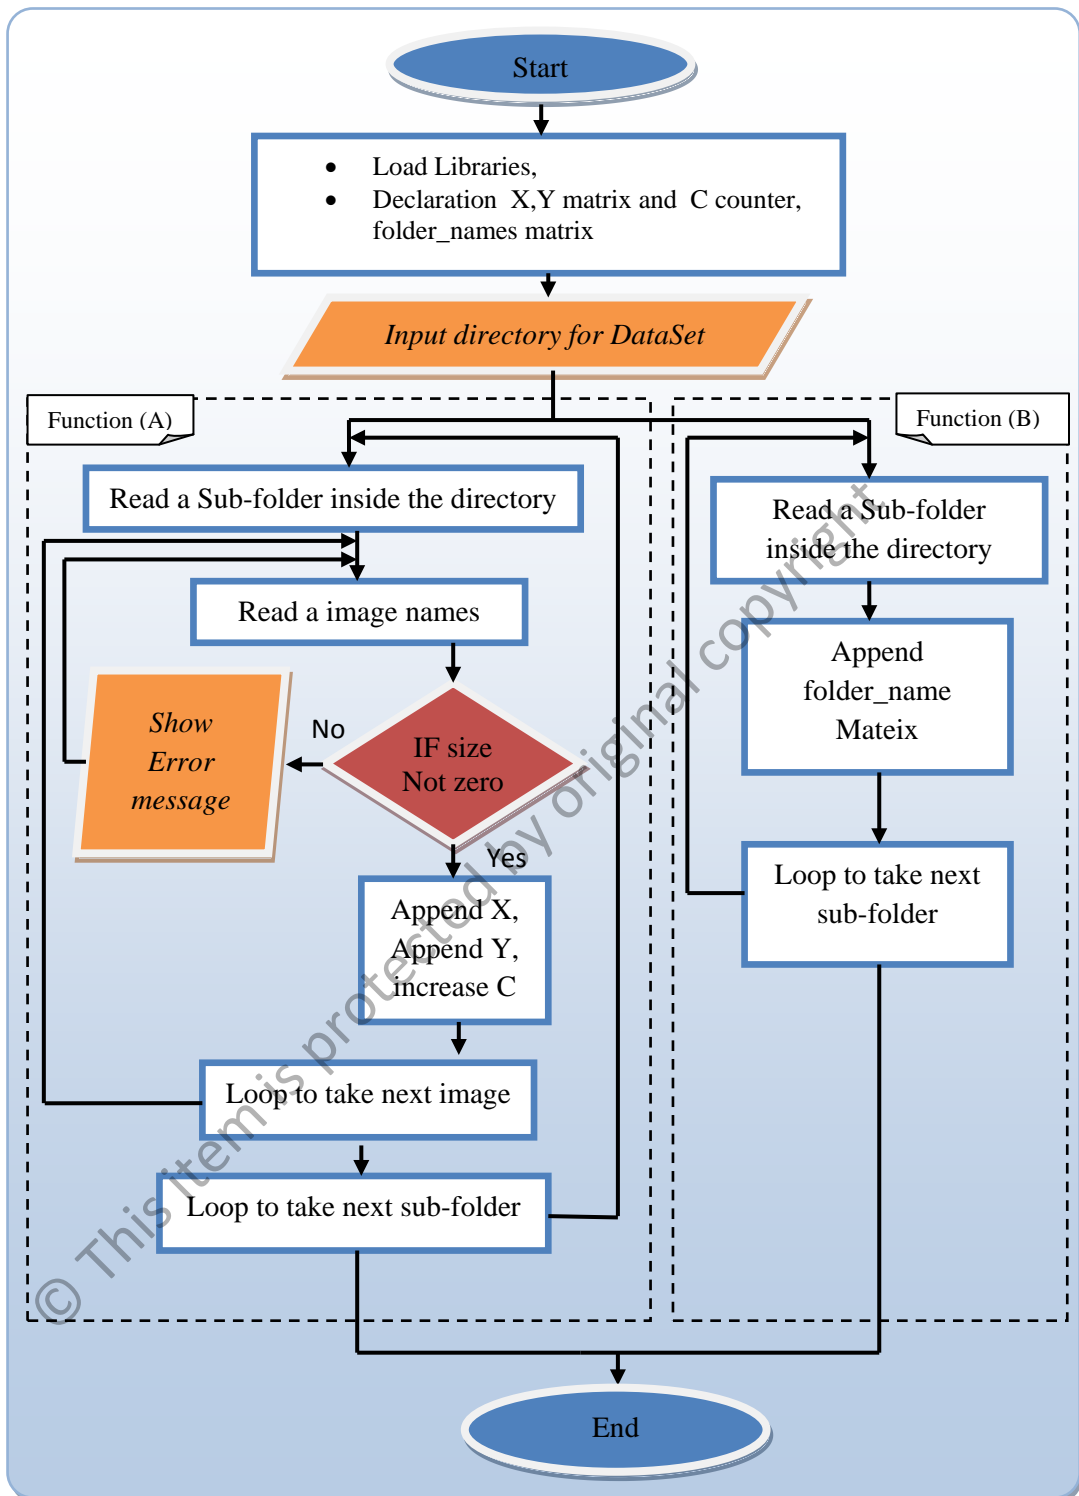 Start
• Load Libraries,
• Declaration X,Y matrix and C counter,
folder_names matrix
Input directory for DataSet
Function (A)
Read a Sub-folder inside the directory
Read a image names
IF size
Not zero
No
Show
Error
message
Yes
Append X,
Append Y,
increase C
Loop to take next image
Loop to take next sub-folder
Function (B)
Read a Sub-folder
inside the directory
Append
folder_name
Mateix
Loop to take next
sub-folder
End
© This item is protected by original copyright